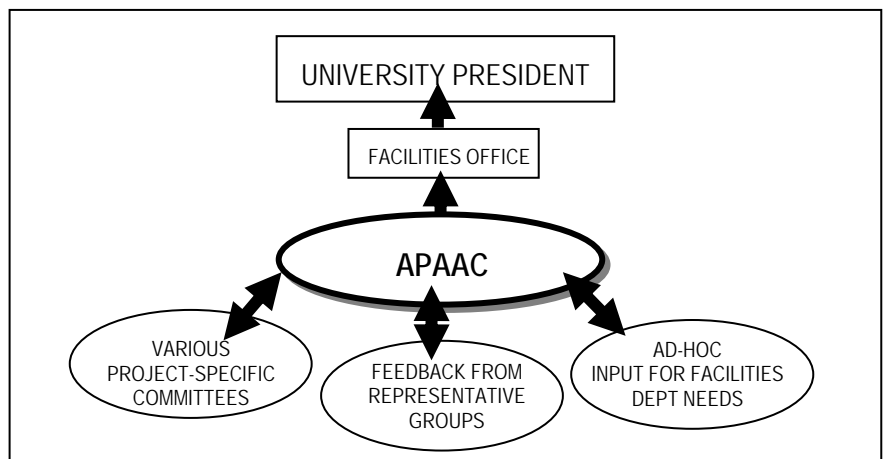 UNIVERSITY PRESIDENT
FACILITIES OFFICE
APAAC
VARIOUS
PROJECT-SPECIFIC
COMMITTEES
FEEDBACK FROM
REPRESENTATIVE
GROUPS
AD-HOC
INPUT FOR FACILITIES
DEPT NEEDS